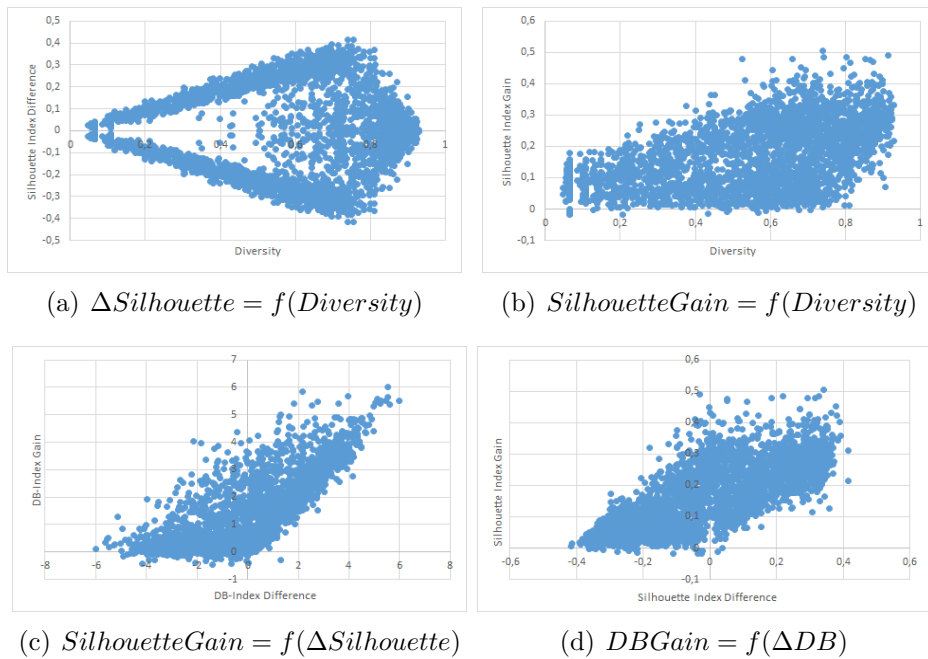 0,5
0,4
0,3
0,2
0,1
0
-0,1
-0,2
-0,3
-0,4
-0,5
0 0,2 0,4 0,6 0,8 1
Silhouette Index Difference
Diversity
0,6
0,5
0,4
0,3
0,2
0,1
0
-0,1
0 0,2 0,4 0,6 0,8 1
Silhouette Index Gain
Diversity
(a) ΔSilhouette = f(Diversity)
(b) SilhouetteGain = f(Diversity)
7
6
5
4
3
2
1
0
-1
-8 -6 -4 -2 0 2 4 6 8
DB-Index Gain
DB-Index Difference
0,6
0,5
0,4
0,3
0,2
0,1
0
-0,1
-0,6 -0,4 -0,2 0 0,2 0,4 0,6
Silhouette Index Gain
Silhouette Index Difference
(c) SilhouetteGain = f(ΔSilhouette)
(d) DBGain = f(ΔDB)